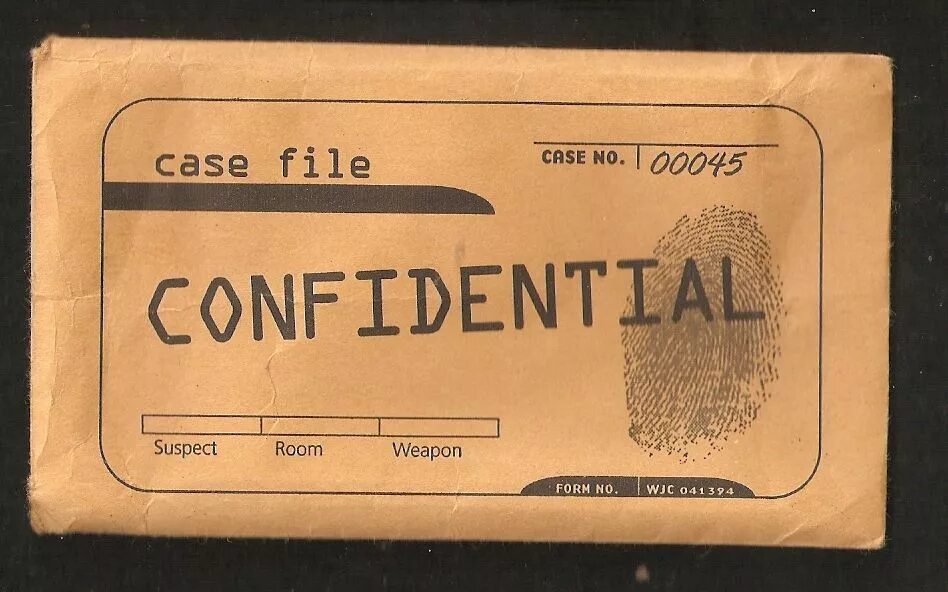 case file
CASE NO. 00045
CONFIDENTIAL
Suspect Room Weapon
FORM NO. WJC 041394